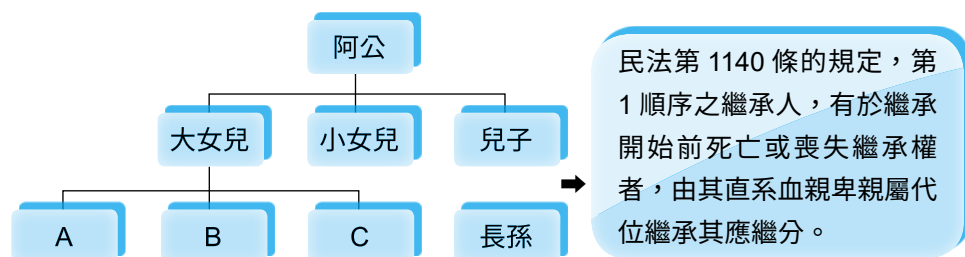 阿公
大女兒
小女兒
兒子
A
B
C
長孫
民法第 1140 條的規定，第
1 順序之繼承人，有於繼承
開始前死亡或喪失繼承權
者，由其直系血親卑親屬代
位繼承其應繼分。